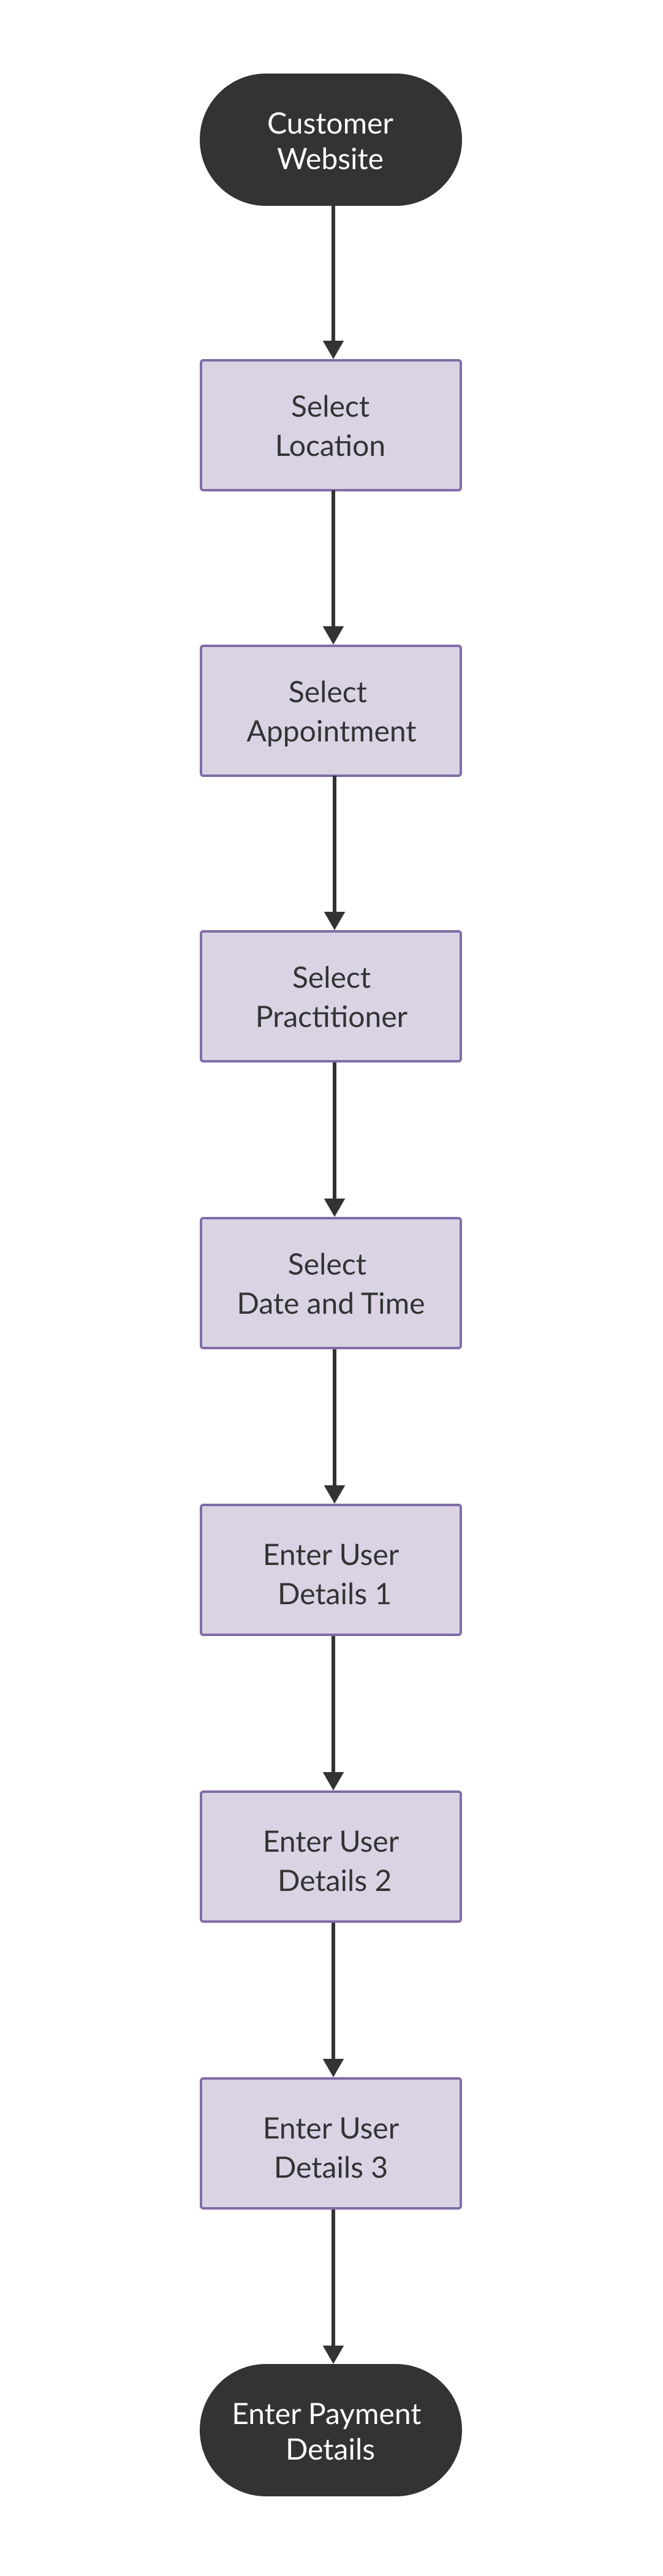 Customer
Website
Select
Location
Select
Appointment
Select
Practitioner
Select
Date and Time
Enter User
Details 1
Enter User
Details 2
Enter User
Details 3
Enter Payment
Details